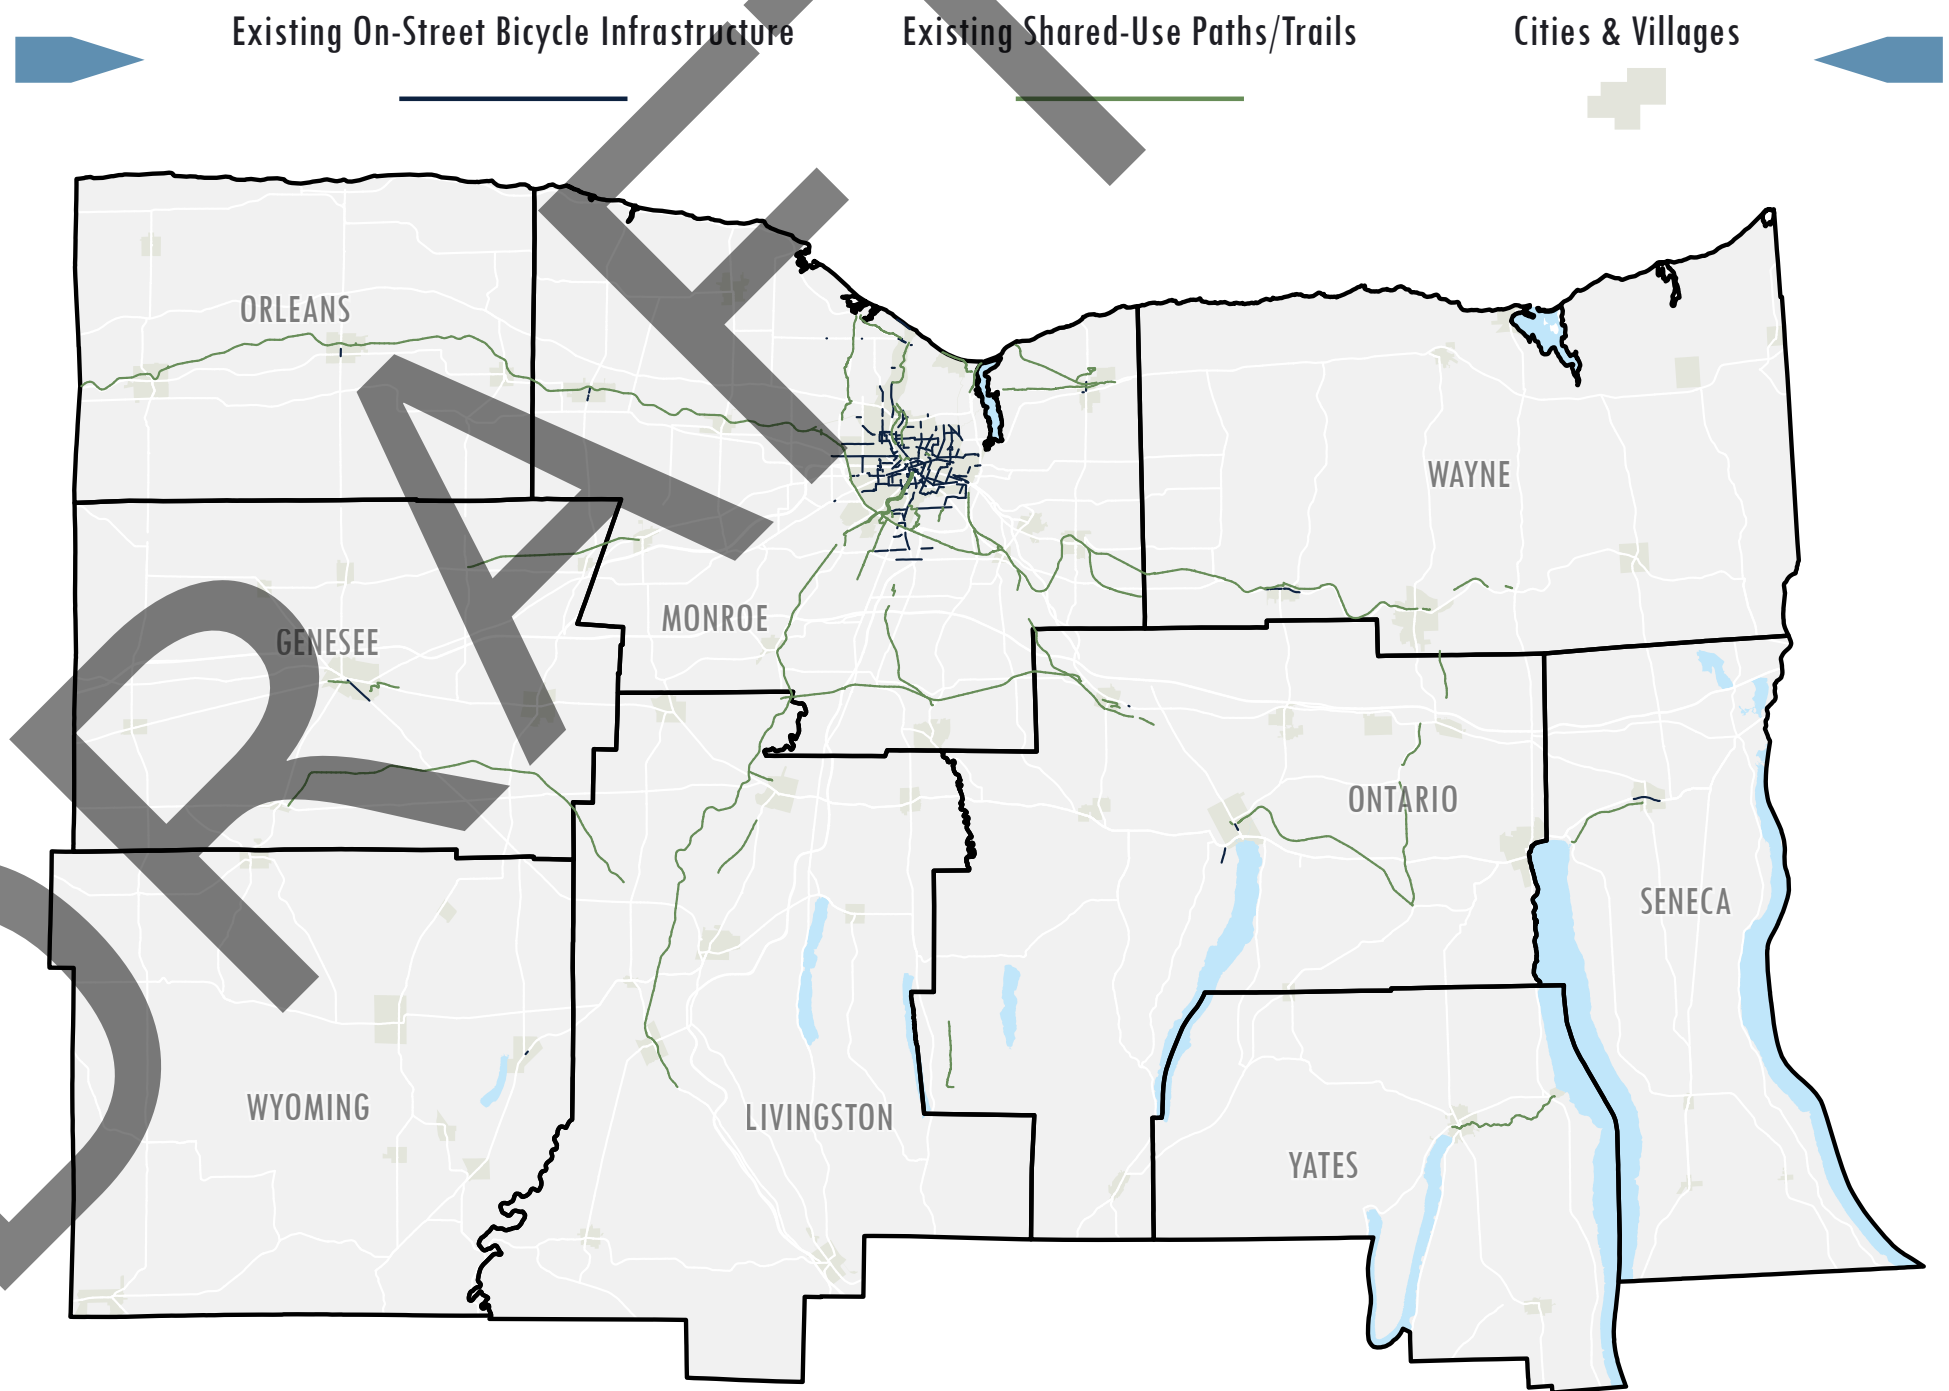 Existing On-Street Bicycle Infrastructure
Existing Shared-Use Paths/Trails
Cities & Villages
ORLEANS
WAYNE
MONROE
GENESEE
ONTARIO
SENECA
WYOMING
LIVINGSTON
YATES
DRAFT